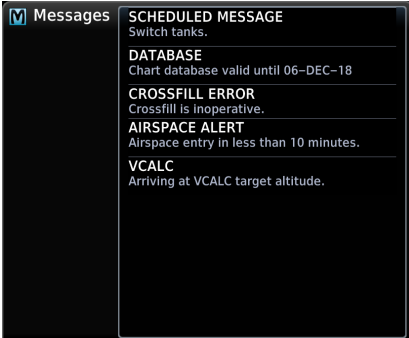 Messages
SCHEDULED MESSAGE
Switch tanks.
DATABASE
Chart database valid until 06-DEC-18
CROSSFILL ERROR
Crossfill is inoperative.
AIRSPACE ALERT
Airspace entry in less than 10 minutes.
VCALC
Arriving at VCALC target altitude.